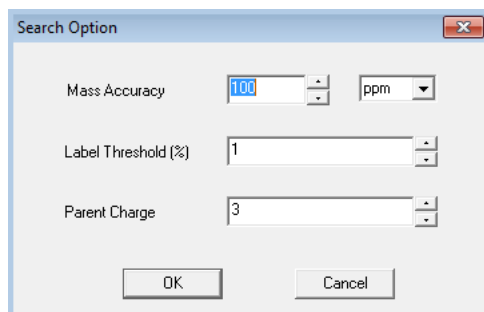 Search Option
Mass Accuracy 100 ppm
Label Threshold (%) 1
Parent Charge 3
OK Cancel